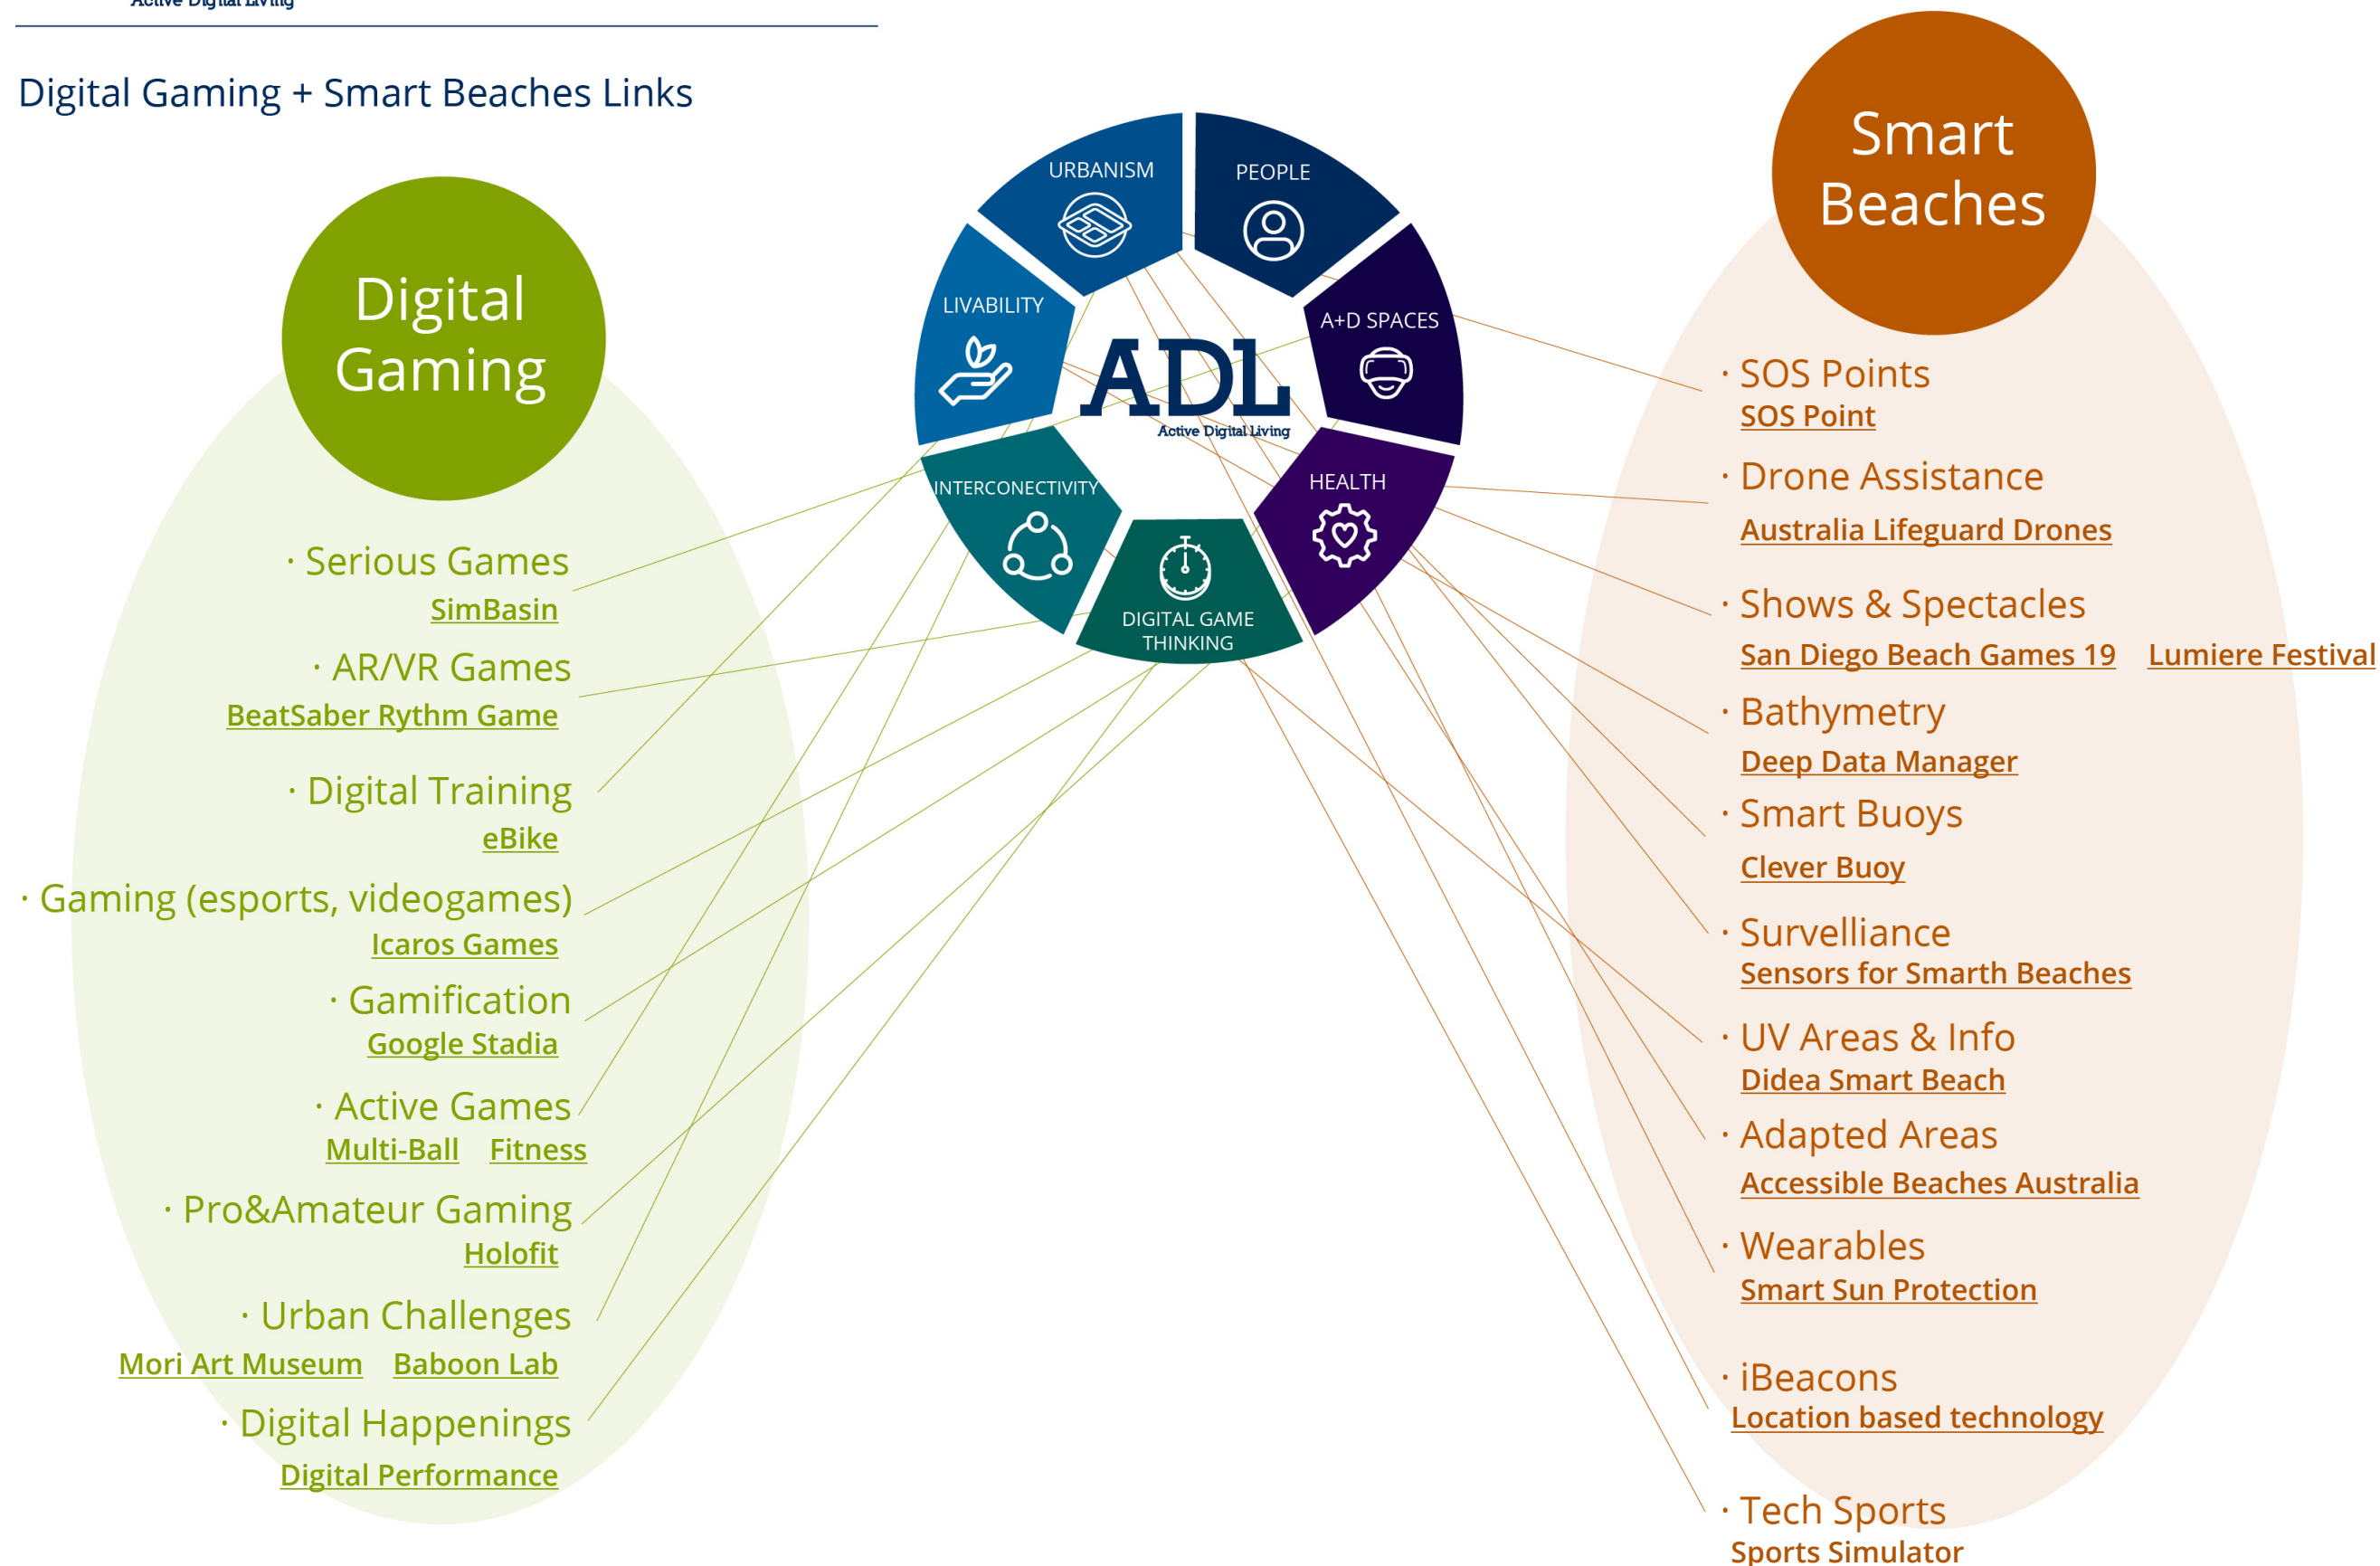 Active Digital Living
Digital Gaming + Smart Beaches Links
Digital
Gaming
· Serious Games
SimBasin
· AR/VR Games
BeatSaber Rythm Game
· Digital Training
eBike
· Gaming (esports, videogames)
Icaros Games
· Gamification
Google Stadia
· Active Games
Multi-Ball Fitness
· Pro&Amateur Gaming
Holofit
· Urban Challenges
Mori Art Museum Baboon Lab
· Digital Happenings
Digital Performance
URBANISM
PEOPLE
LIVABILITY
A+D SPACES
ADL
Active Digital Living
INTERCONECTIVITY
HEALTH
DIGITAL GAME
THINKING
Smart
Beaches
· SOS Points
SOS Point
· Drone Assistance
Australia Lifeguard Drones
· Shows & Spectacles
San Diego Beach Games 19 Lumiere Festival
· Bathymetry
Deep Data Manager
· Smart Buoys
Clever Buoy
· Survelliance
Sensors for Smarth Beaches
· UV Areas & Info
Didea Smart Beach
· Adapted Areas
Accessible Beaches Australia
· Wearables
Smart Sun Protection
· iBeacons
Location based technology
· Tech Sports
Sports Simulator